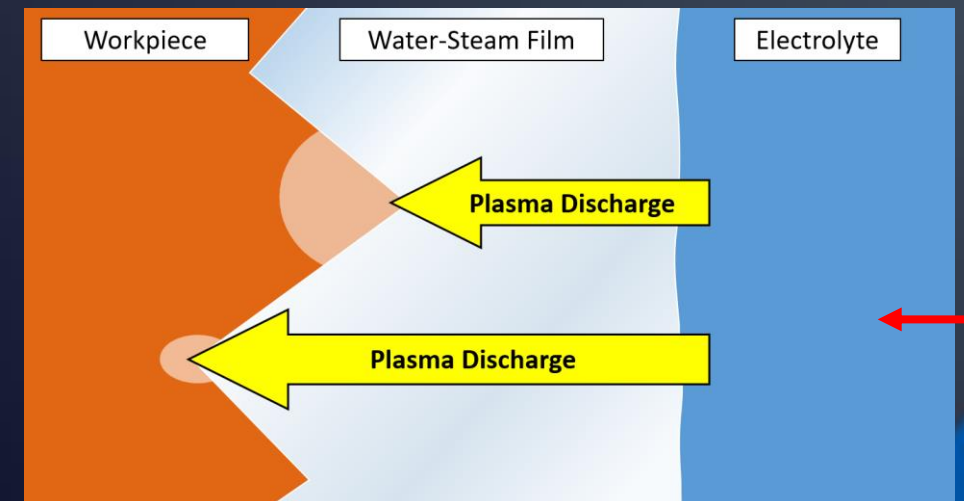 Workpiece
Water-Steam Film
Electrolyte
Plasma Discharge
Plasma Discharge